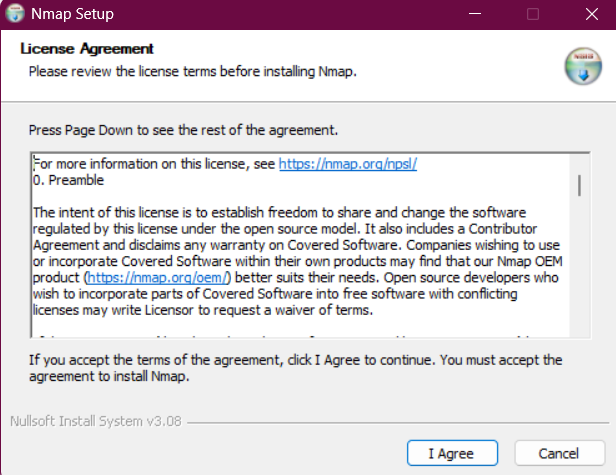 Nmap Setup
License Agreement
Please review the license terms before installing Nmap.
Press Page Down to see the rest of the agreement.
For more information on this license, see https://nmap.org/npsl/
0. Preamble
The intent of this license is to establish freedom to share and change the software
regulated by this license under the open source model. It also includes a Contributor
Agreement and disclaims any warranty on Covered Software. Companies wishing to use
or incorporate Covered Software within their own products may find that our Nmap OEM
product (https://nmap.org/oem/) better suits their needs. Open source developers who
wish to incorporate parts of Covered Software into free software with conflicting
licenses may write Licensor to request a waiver of terms.
If you accept the terms of the agreement, click I Agree to continue. You must accept the
agreement to install Nmap.
Nullsoft Install System v3.08
I Agree
Cancel